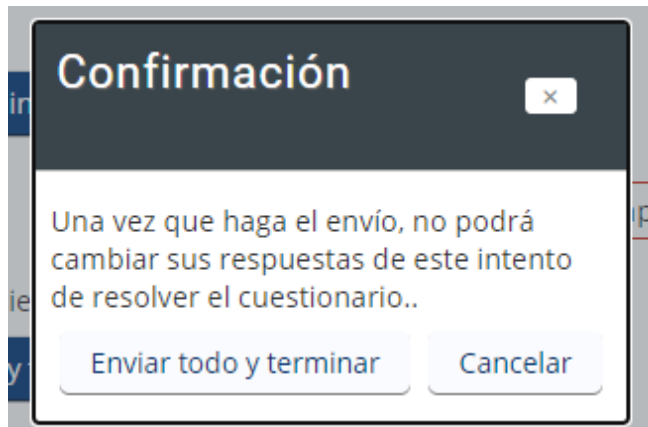 Confirmación
×
Una vez que haga el envío, no podrá
cambiar sus respuestas de este intento
de resolver el cuestionario..
Enviar todo y terminar
Cancelar